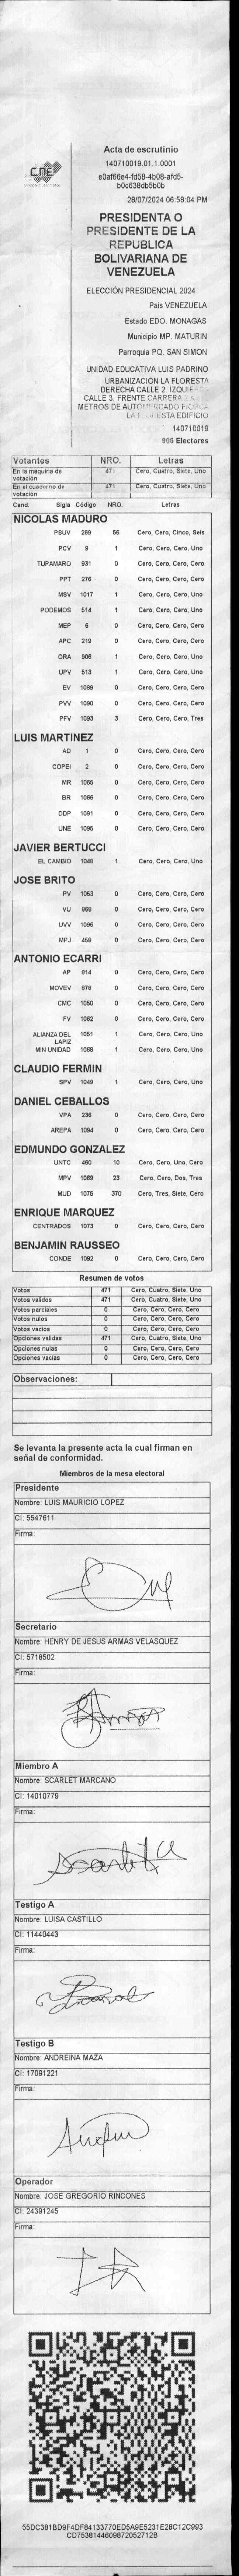 CNE
Acta de escrutinio
140710019.01.1.0001
e0af66e4-fd59-4b08-afd5-
b0c638db5b0b
28/07/2024 06:58:04 PM
PRESIDENTA O
PRESIDENTE DE LA
REPUBLICA
BOLIVARIANA DE
VENEZUELA
ELECCIÓN PRESIDENCIAL 2024
País VENEZUELA
Estado EDO. MONAGAS
Municipio MP. MATURIN
Parroquia PQ. SAN SIMON
UNIDAD EDUCATIVA LUIS PADRINO
URBANIZACIÓN LA FLORESTA
DERECHA CALLE 2. IZQUIERDA
CALLE 3. FRENTE CARRERA
METROS DE
EDIFICIO
140710019
Electores
Votantes NRO. Letras
En la máquina de votación 471 Cero, Cuatro, Siete, Uno
En el cuaderno de votación 471 Cero, Cuatro, Siete, Uno
Cand. Sigla Código NRO. Letras
NICOLAS MADURO
PSUV 269 56 Cero, Cero, Cinco, Seis
PCV 9 1 Cero, Cero, Cero, Uno
TUPAMARO 931 0 Cero, Cero, Cero, Cero
PPT 276 0 Cero, Cero, Cero, Cero
MSV 1017 1 Cero, Cero, Cero, Uno
PODEMOS 514 1 Cero, Cero, Cero, Uno
MEP 6 0 Cero, Cero, Cero, Cero
APC 219 0 Cero, Cero, Cero, Cero
ORA 906 1 Cero, Cero, Cero, Uno
UPV 513 1 Cero, Cero, Cero, Uno
EV 1089 0 Cero, Cero, Cero, Cero
PVV 1090 0 Cero, Cero, Cero, Cero
PFV 1093 3 Cero, Cero, Cero, Tres
LUIS MARTINEZ
AD 1 0 Cero, Cero, Cero, Cero
COPEI 2 0 Cero, Cero, Cero, Cero
MR 1065 0 Cero, Cero, Cero, Cero
BR 1066 0 Cero, Cero, Cero, Cero
DDP 1091 0 Cero, Cero, Cero, Cero
UNE 1095 0 Cero, Cero, Cero, Cero
JAVIER BERTUCCI
EL CAMBIO 1048 1 Cero, Cero, Cero, Uno
JOSE BRITO
PV 1053 0 Cero, Cero, Cero, Cero
VU 969 0 Cero, Cero, Cero, Cero
UVV 1096 0 Cero, Cero, Cero, Cero
MPJ 458 0 Cero, Cero, Cero, Cero
ANTONIO ECARRI
AP 814 0 Cero, Cero, Cero, Cero
MOVEV 978 0 Cero, Cero, Cero, Cero
CMC 1050 0 Cero, Cero, Cero, Cero
FV 1062 0 Cero, Cero, Cero, Cero
ALIANZA DEL LAPIZ 1051 1 Cero, Cero, Cero, Uno
MIN UNIDAD 1068 1 Cero, Cero, Cero, Uno
CLAUDIO FERMIN
SPV 1049 1 Cero, Cero, Cero, Uno
DANIEL CEBALLOS
VPA 236 0 Cero, Cero, Cero, Cero
AREPA 1094 0 Cero, Cero, Cero, Cero
EDMUNDO GONZALEZ
UNTC 460 10 Cero, Cero, Uno, Cero
MPV 1069 23 Cero, Cero, Dos, Tres
MUD 1075 370 Cero, Tres, Siete, Cero
ENRIQUE MARQUEZ
CENTRADOS 1073 0 Cero, Cero, Cero, Cero
BENJAMIN RAUSSEO
CONDE 1092 0 Cero, Cero, Cero, Cero
Resumen de votos
Votos 471 Cero, Cuatro, Siete, Uno
Votos validos 471 Cero, Cuatro, Siete, Uno
Votos parciales 0 Cero, Cero, Cero, Cero
Votos nulos 0 Cero, Cero, Cero, Cero
Votos vacíos 0 Cero, Cero, Cero, Cero
Opciones validas 471 Cero, Cuatro, Siete, Uno
Opciones nulas 0 Cero, Cero, Cero, Cero
Opciones vacias 0 Cero, Cero, Cero, Cero
Observaciones:
Se levanta la presente acta la cual firman en
señal de conformidad.
Miembros de la mesa electoral
Presidente
Nombre: LUIS MAURICIO LOPEZ
CI: 5547611
Firma:
Secretario
Nombre: HENRY DE JESUS ARMAS VELASQUEZ
CI: 5718502
Firma:
Miembro A
Nombre: SCARLET MARCANO
CI: 14010779
Firma:
Testigo A
Nombre: LUISA CASTILLO
CI: 11440443
Firma:
Testigo B
Nombre: ANDREINA MAZA
CI: 17091221
Firma:
Operador
Nombre: JOSE GREGORIO RINCONES
CI: 24391245
Firma:
55DC381BD9F4DF84133770ED5A9E5231E28C12C993
CD7538144609872052712B